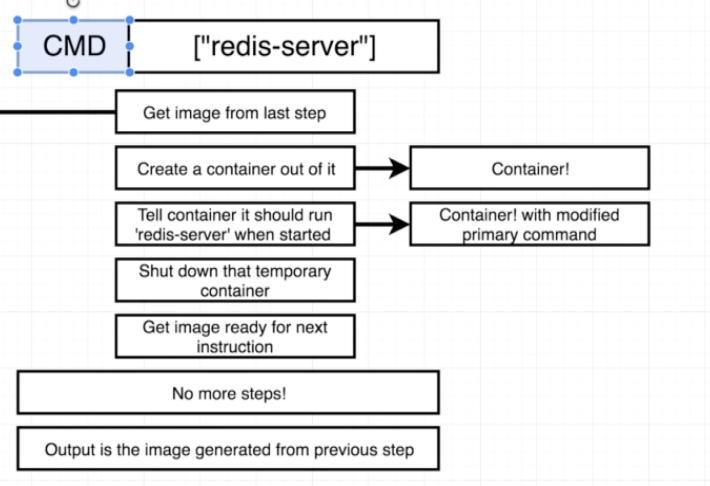 CMD
["redis-server"]
Get image from last step
Create a container out of it
Container!
Tell container it should run
'redis-server' when started
Container! with modified
primary command
Shut down that temporary
container
Get image ready for next
instruction
No more steps!
Output is the image generated from previous step